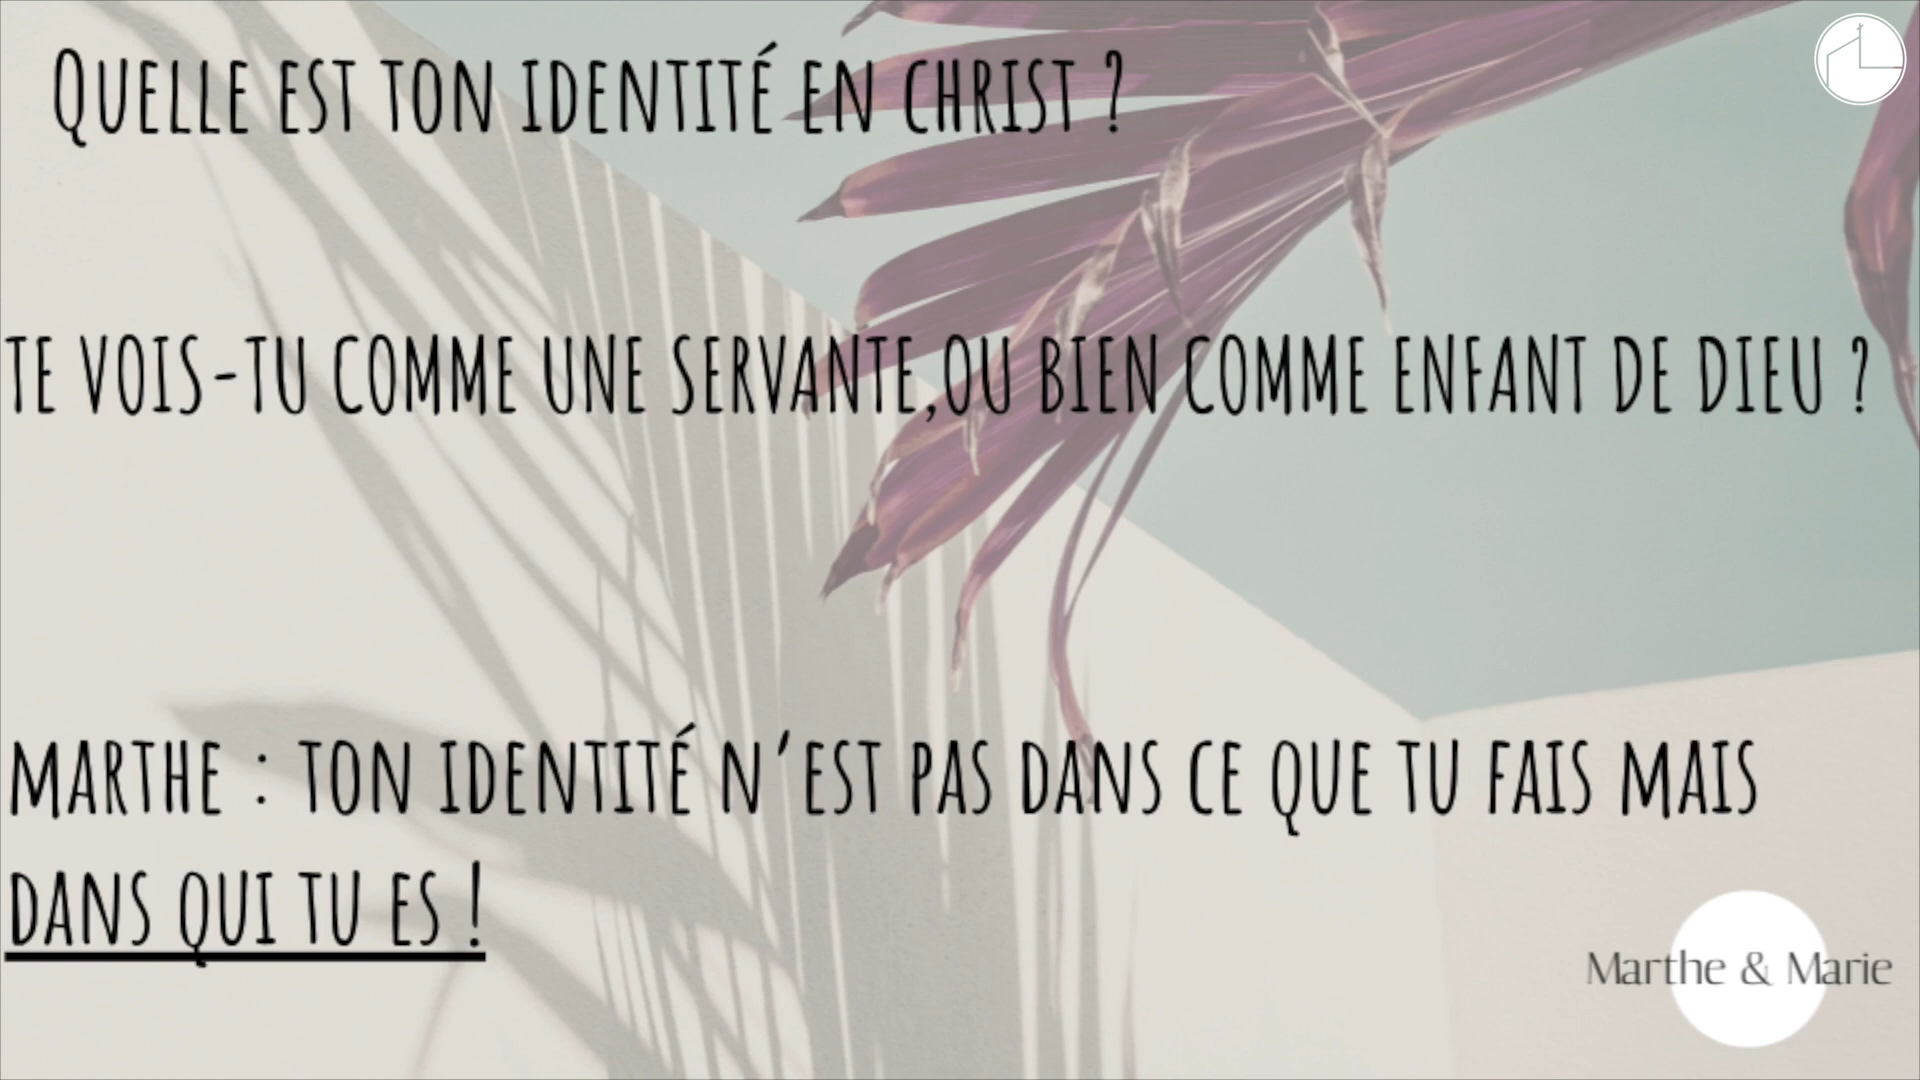 Quelle est ton identité en Christ ?
TE VOIS-TU COMME UNE SERVANTE,OU BIEN COMME ENFANT DE DIEU ?
MARTHE : TON IDENTITÉ N'EST PAS DANS CE QUE TU FAIS MAIS
DANS QUI TU ES !
Marthe & Marie